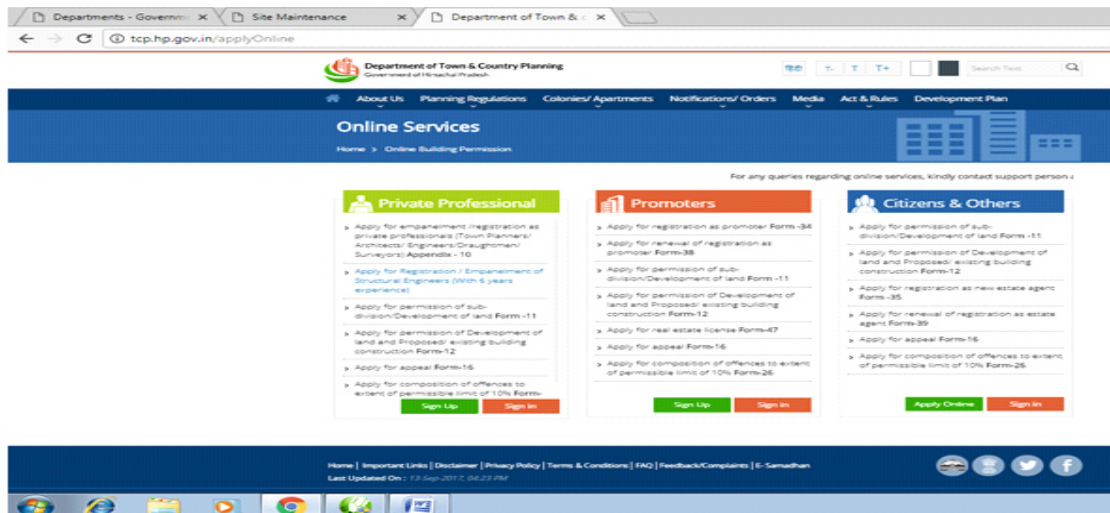 Departments - Governme
Site Maintenance
Department of Town & c
tcp.hp.gov.in/applyOnline
Department of Town & Country Planning
Government of Himachal Pradesh
हिन्दी T- T T+ Search Text
About Us Planning Regulations Colonies/ Apartments Notifications/ Orders Media Act & Rules Development Plan
Online Services
Home > Online Building Permission
For any queries regarding online services, kindly contact support person a
Private Professional
> Apply for empanelment /registration as
private professionals (Town Planners/
Architects/ Engineers/Draughtsmen/
Surveyors) Appendix - 10
> Apply for Registration / Empanelment of
Structural Engineers (With 6 years
experience)
> Apply for permission of sub-
division/Development of land Form -11
> Apply for permission of Development of
land and Proposed/ existing building
construction Form-12
> Apply for appeal Form-16
> Apply for composition of offences to
extent of permissible limit of 10% Form-
Sign Up Sign In
Promoters
> Apply for registration as promoter Form -34
> Apply for renewal of registration as
promoter Form-38
> Apply for permission of sub-
division/Development of land Form -11
> Apply for permission of Development of
land and Proposed/ existing building
construction Form-12
> Apply for real estate license Form-47
> Apply for appeal Form-16
> Apply for composition of offences to extent
of permissible limit of 10% Form-26
Sign Up Sign In
Citizens & Others
> Apply for permission of sub-
division/Development of land Form -11
> Apply for permission of Development of
land and Proposed/ existing building
construction Form-12
> Apply for registration as new estate agent
Form -35
> Apply for renewal of registration as estate
agent Form-39
> Apply for appeal Form-16
> Apply for composition of offences to extent
of permissible limit of 10% Form-26
Apply Online Sign In
Home | Important Links | Disclaimer | Privacy Policy | Terms & Conditions | FAQ | Feedback/Complaints | E- Samadhan
Last Updated On : 13-Sep-2017, 04:23 PM